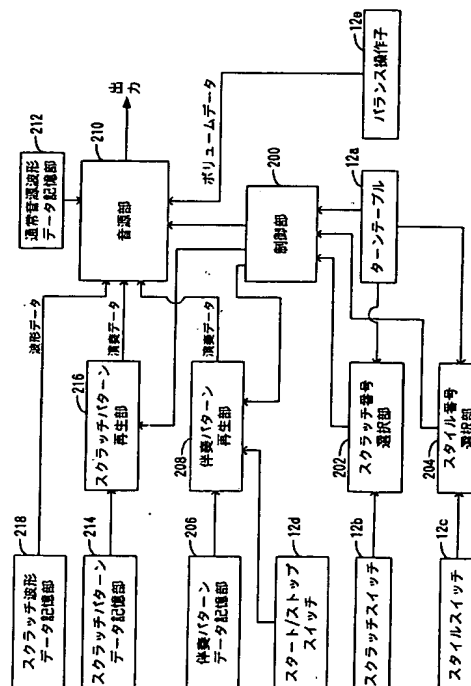 212
通常音源波形
データ記憶部
210
音源部
出力
波形データ
演奏データ
演奏データ
ボリュームデータ
12e
バランス操作子
200
制御部
12a
ターンテーブル
216
スクラッチパターン
再生部
208
伴奏パターン
再生部
202
スクラッチ番号
選択部
204
スタイル番号
選択部
218
スクラッチ波形
データ記憶部
214
スクラッチパターン
データ記憶部
206
伴奏パターン
データ記憶部
12d
スタート/ストップ
スイッチ
12b
スクラッチスイッチ
12c
スタイルスイッチ